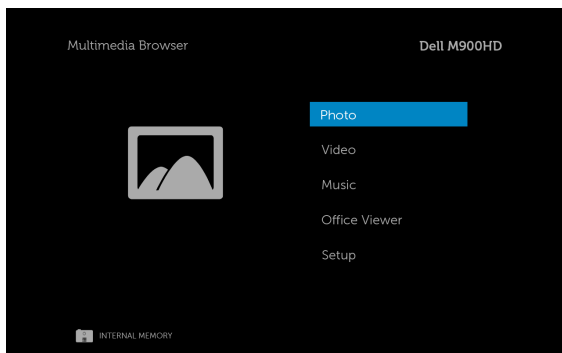 Multimedia Browser
Dell M900HD
Photo
Video
Music
Office Viewer
Setup
INTERNAL MEMORY